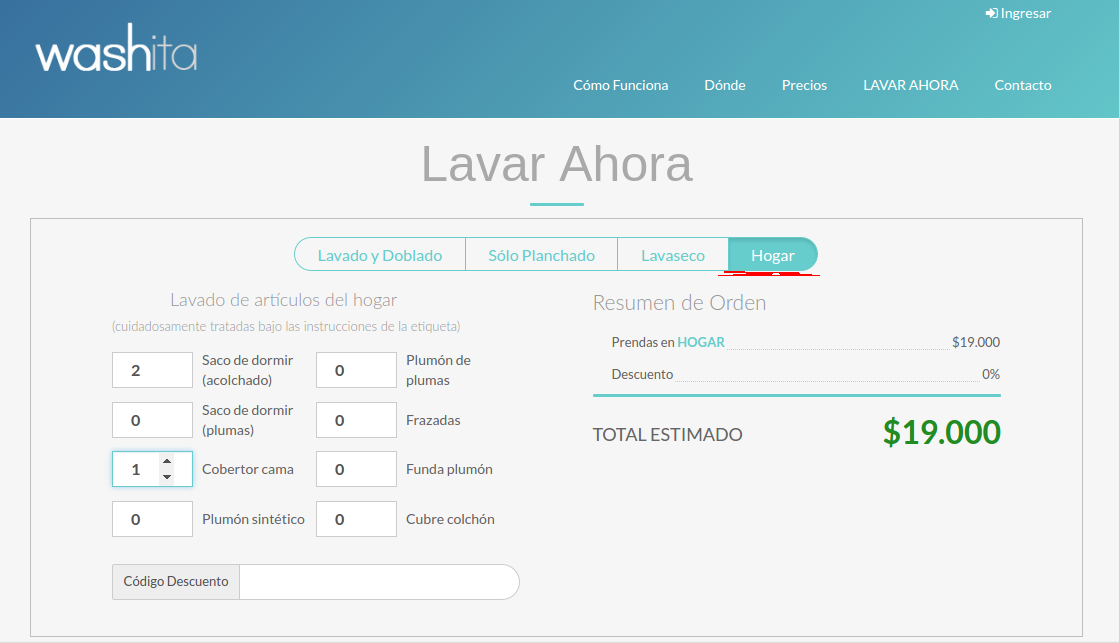 Ingresar
washita
Cómo Funciona Dónde Precios LAVAR AHORA Contacto
Lavar Ahora
Lavado y Doblado Sólo Planchado Lavaseco Hogar
Lavado de artículos del hogar
(cuidadosamente tratadas bajo las instrucciones de la etiqueta)
2 Saco de dormir (acolchado)
0 Plumón de plumas
0 Saco de dormir (plumas)
0 Frazadas
1 Cobertor cama
0 Funda plumón
0 Plumón sintético
0 Cubre colchón
Código Descuento
Resumen de Orden
Prendas en HOGAR $19.000
Descuento 0%
TOTAL ESTIMADO $19.000